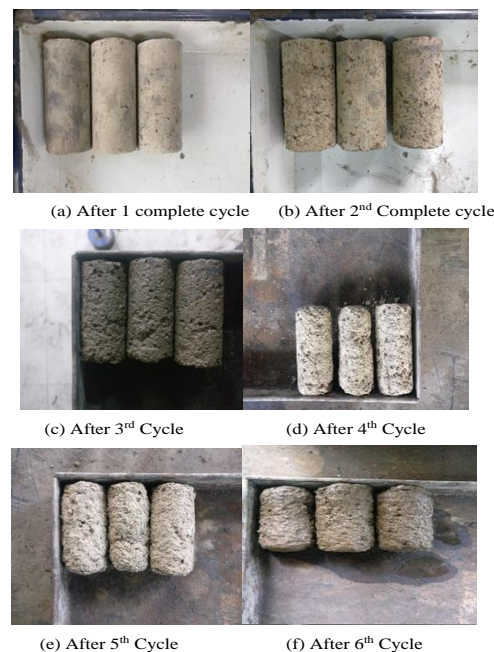 (a) After 1 complete cycle (b) After 2nd Complete cycle
(c) After 3rd Cycle (d) After 4th Cycle
(e) After 5th Cycle (f) After 6th Cycle